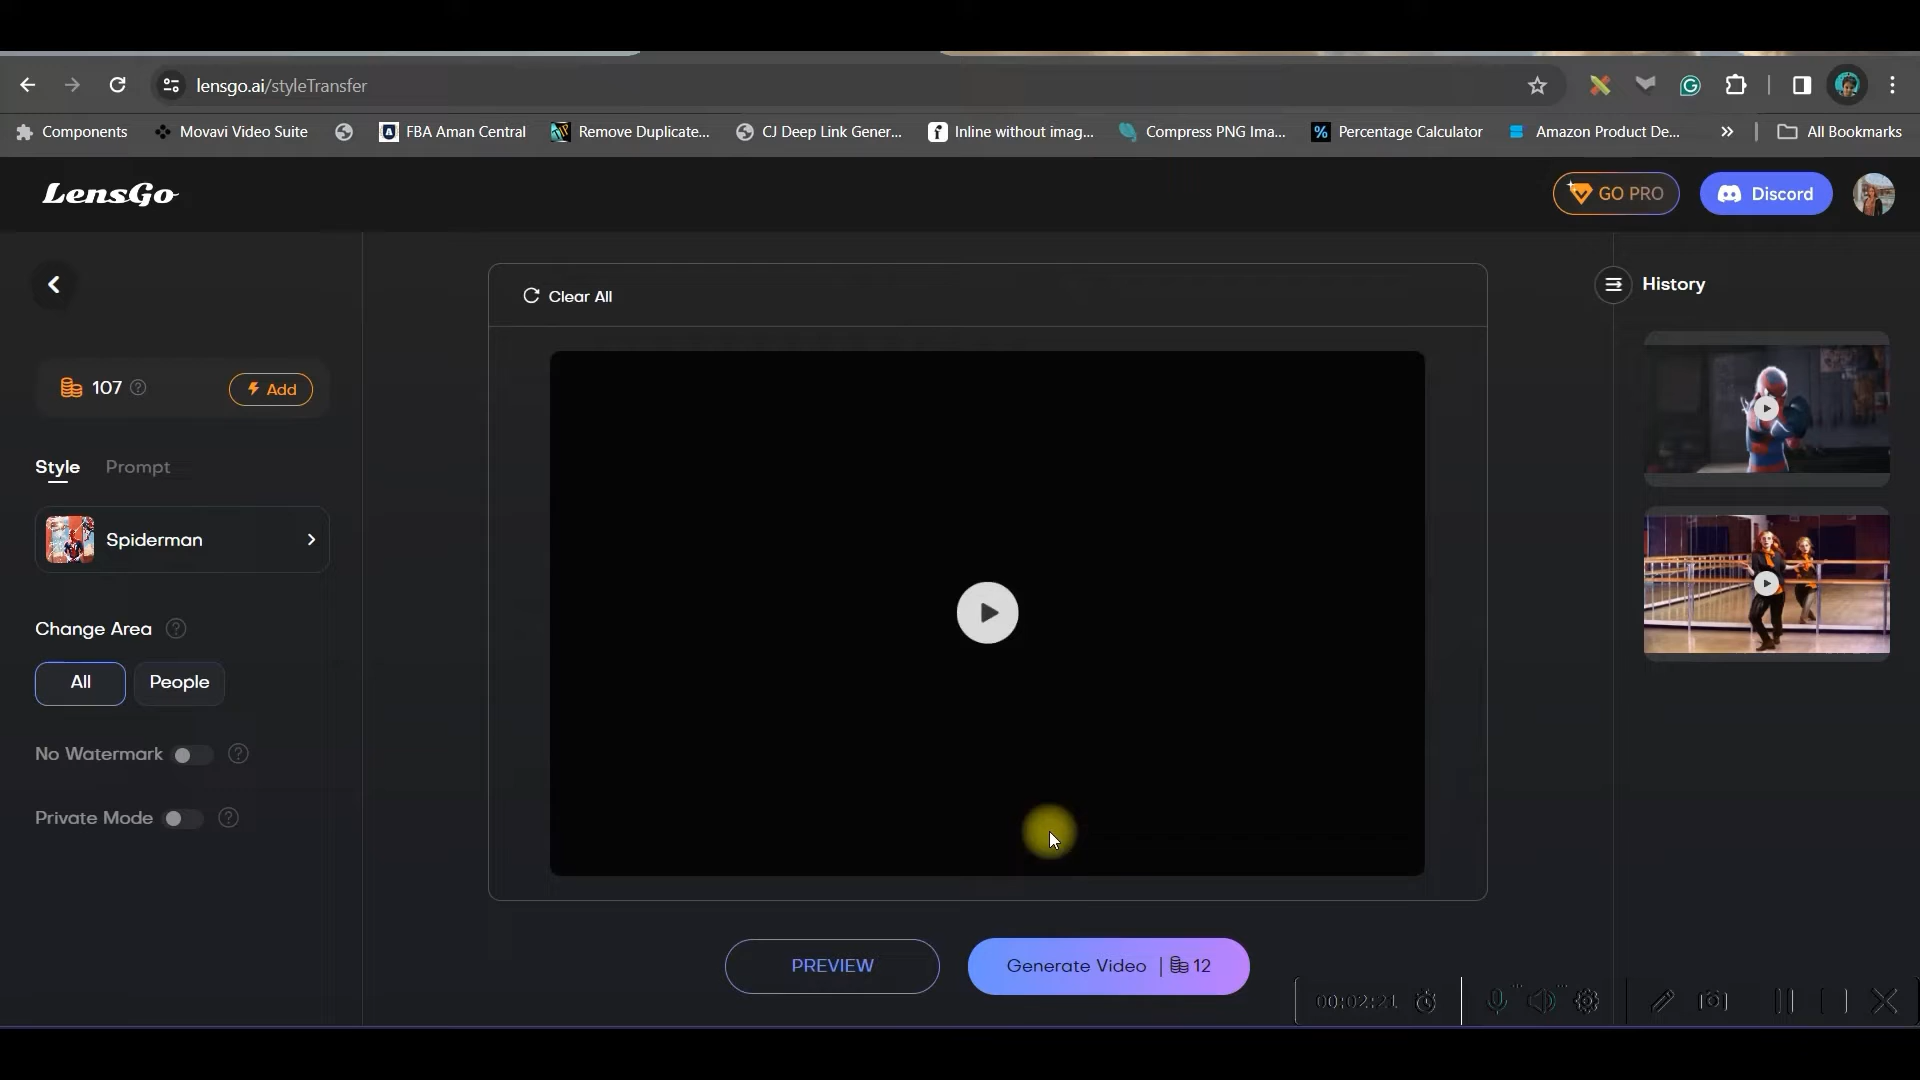 lensgo.ai/styleTransfer
Components
Movavi Video Suite
FBA Aman Central
Remove Duplicate...
CJ Deep Link Gener...
Inline without imag...
Compress PNG Ima...
Percentage Calculator
Amazon Product De...
»
All Bookmarks
LensGo
GO PRO
Discord
Clear All
History
107
Add
Style
Prompt
Spiderman
Change Area
All
People
No Watermark
Private Mode
PREVIEW
Generate Video | 12
00:02:21